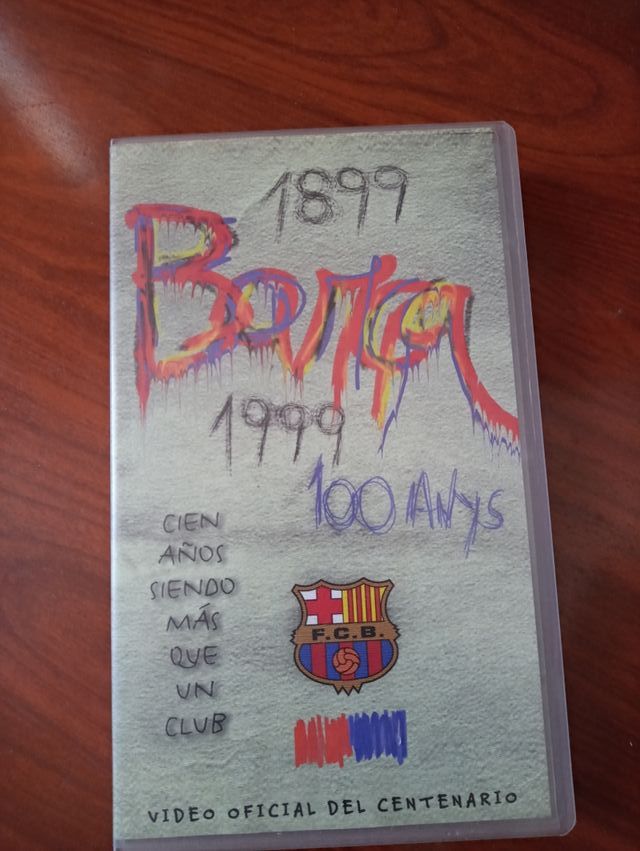 1899
Barça
1999
100 ANYS
CIEN
AÑOS
SIENDO
MÁS
QUE
UN
CLUB
F.C.B.
VIDEO OFICIAL DEL CENTENARIO